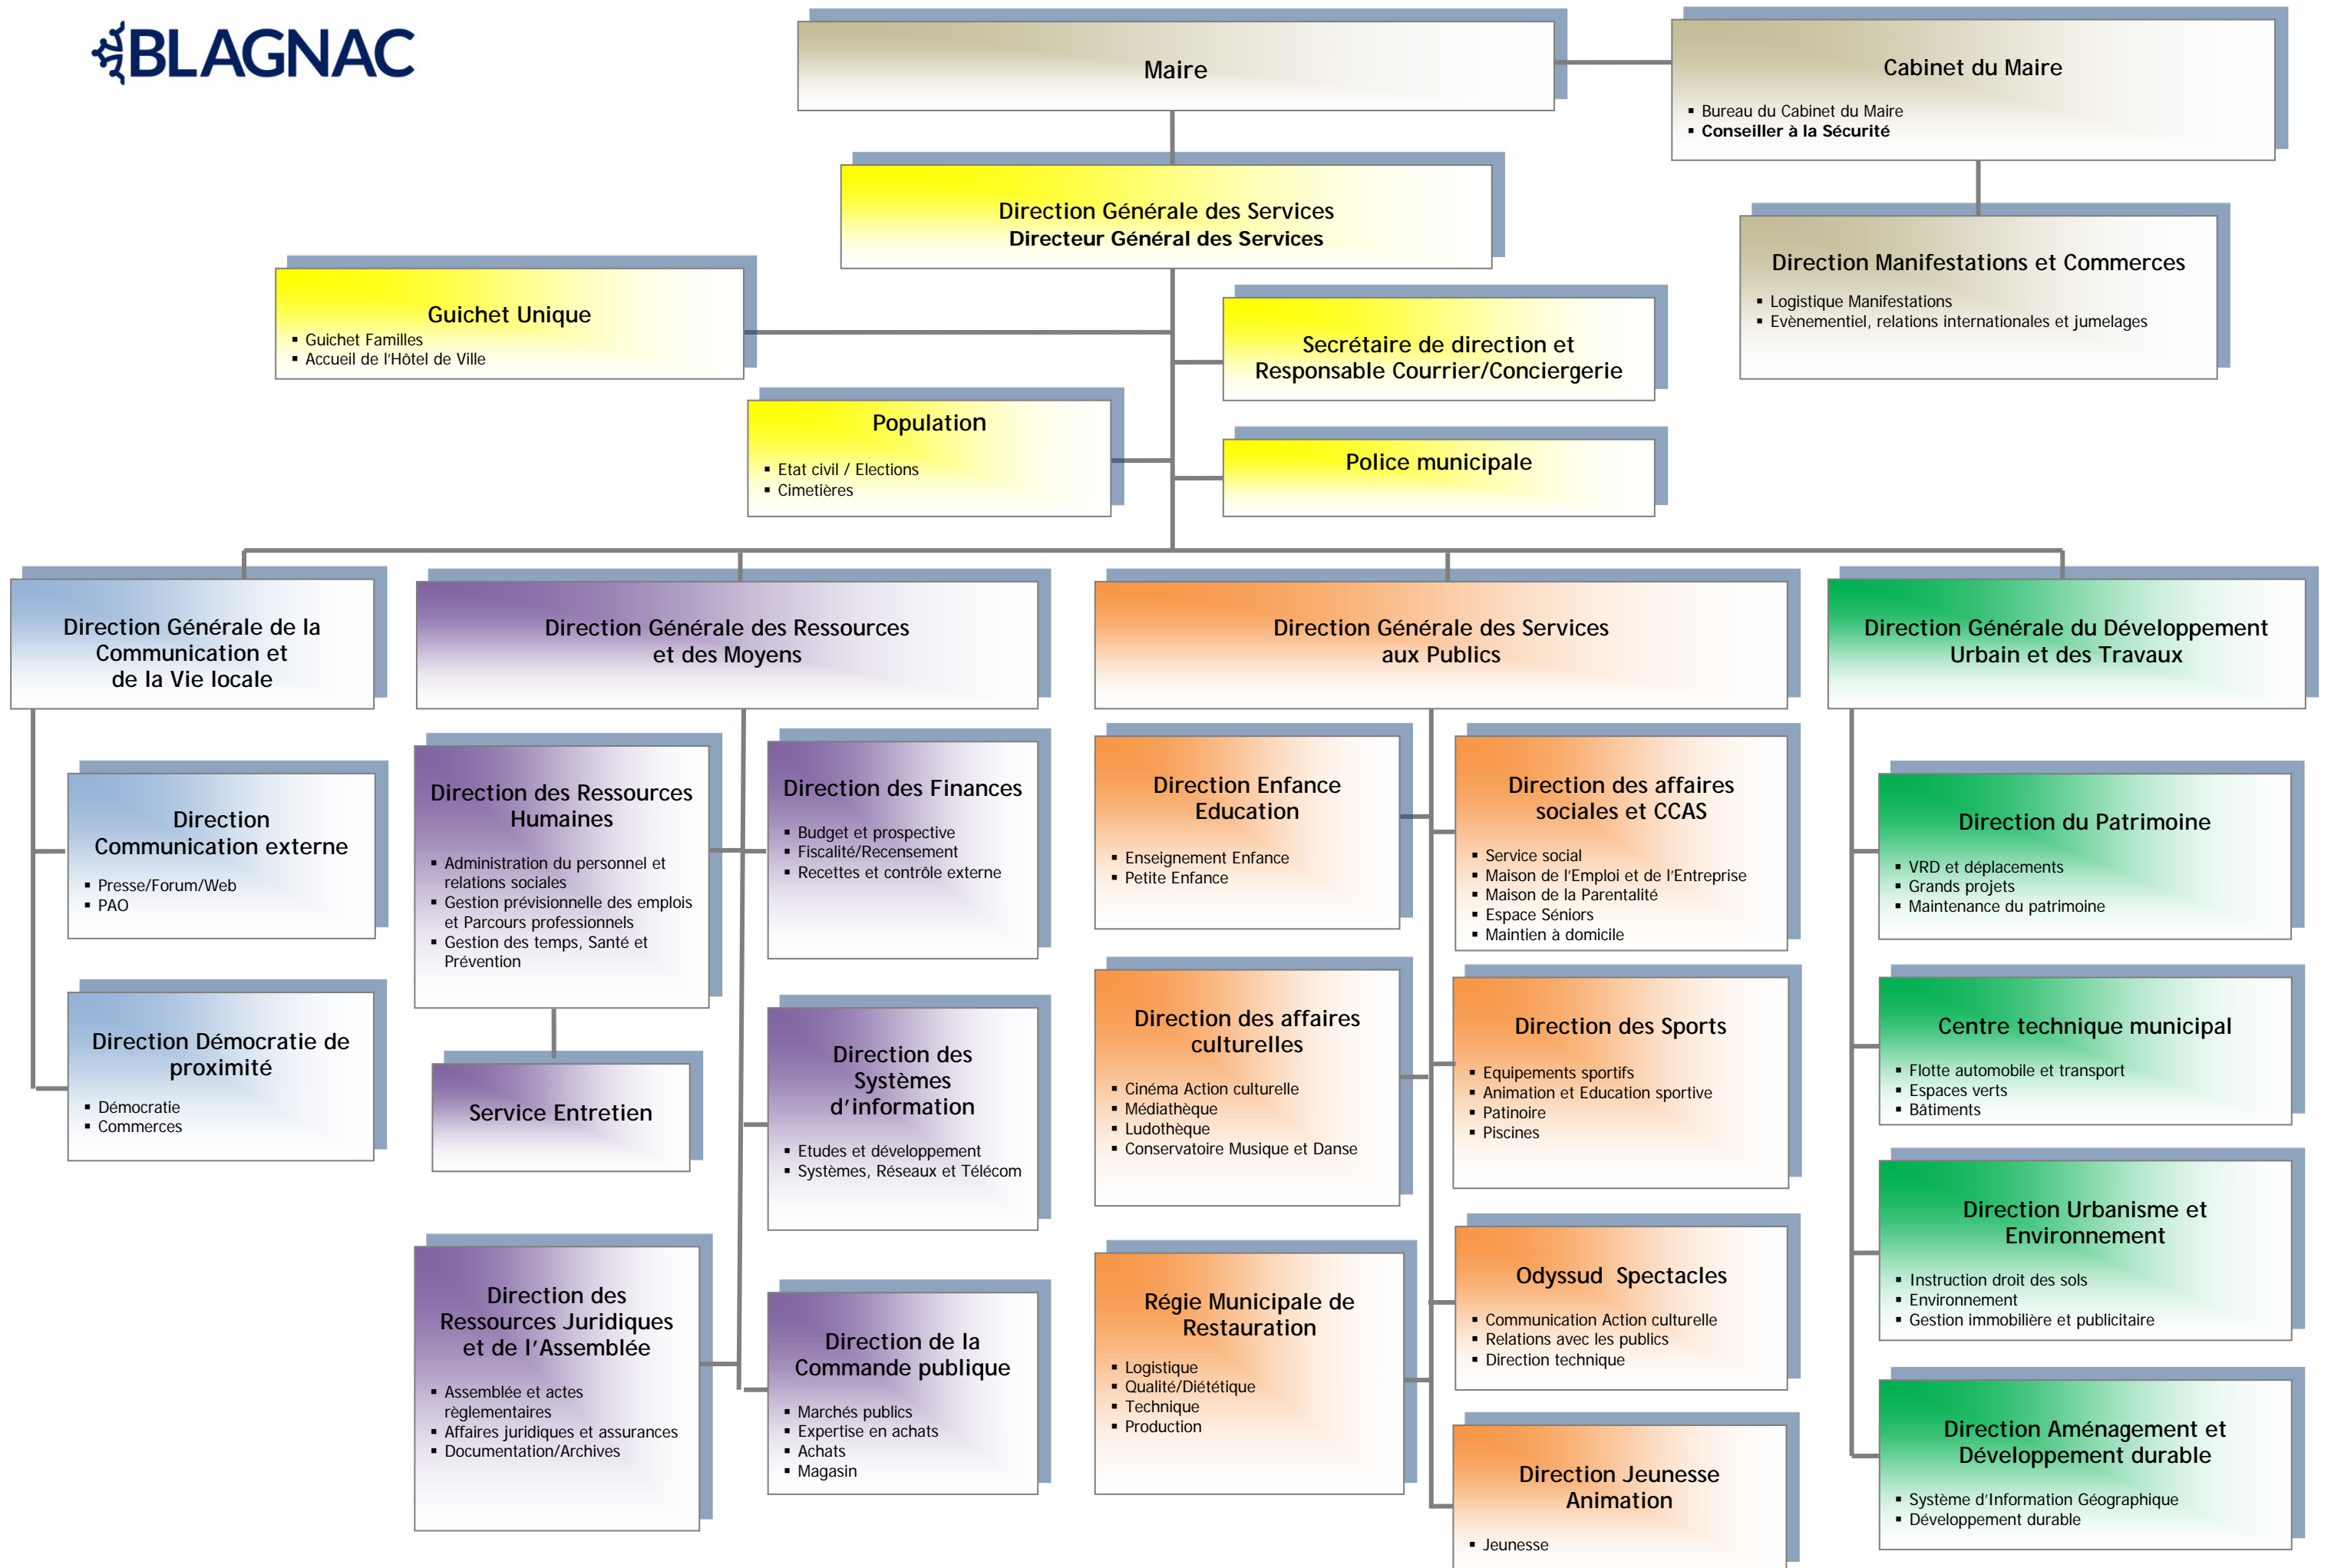 BLAGNAC
Maire
Cabinet du Maire
▪ Bureau du Cabinet du Maire
▪ Conseiller à la Sécurité
Direction Générale des Services
Directeur Général des Services
Direction Manifestations et Commerces
▪ Logistique Manifestations
▪ Evènementiel, relations internationales et jumelages
Guichet Unique
▪ Guichet Familles
▪ Accueil de l'Hôtel de Ville
Secrétaire de direction et
Responsable Courrier/Conciergerie
Population
▪ Etat civil / Elections
▪ Cimetières
Police municipale
Direction Générale de la
Communication et
de la Vie locale
Direction Communication externe
▪ Presse/Forum/Web
▪ PAO
Direction Démocratie de
proximité
▪ Démocratie
▪ Commerces
Direction Générale des Ressources
et des Moyens
Direction des Ressources
Humaines
▪ Administration du personnel et
relations sociales
▪ Gestion prévisionnelle des emplois
et Parcours professionnels
▪ Gestion des temps, Santé et
Prévention
Service Entretien
Direction des
Ressources Juridiques
et de l'Assemblée
▪ Assemblée et actes
règlementaires
▪ Affaires juridiques et assurances
▪ Documentation/Archives
Direction des Finances
▪ Budget et prospective
▪ Fiscalité/Recensement
▪ Recettes et contrôle externe
Direction des
Systèmes
d'information
▪ Etudes et développement
▪ Systèmes, Réseaux et Télécom
Direction de la
Commande publique
▪ Marchés publics
▪ Expertise en achats
▪ Achats
▪ Magasin
Direction Générale des Services
aux Publics
Direction Enfance
Education
▪ Enseignement Enfance
▪ Petite Enfance
Direction des affaires
culturelles
▪ Cinéma Action culturelle
▪ Médiathèque
▪ Ludothèque
▪ Conservatoire Musique et Danse
Régie Municipale de
Restauration
▪ Logistique
▪ Qualité/Diététique
▪ Technique
▪ Production
Direction des affaires
sociales et CCAS
▪ Service social
▪ Maison de l'Emploi et de l'Entreprise
▪ Maison de la Parentalité
▪ Espace Séniors
▪ Maintien à domicile
Direction des Sports
▪ Equipements sportifs
▪ Animation et Education sportive
▪ Patinoire
▪ Piscines
Odyssud Spectacles
▪ Communication Action culturelle
▪ Relations avec les publics
▪ Direction technique
Direction Jeunesse
Animation
▪ Jeunesse
Direction Générale du Développement
Urbain et des Travaux
Direction du Patrimoine
▪ VRD et déplacements
▪ Grands projets
▪ Maintenance du patrimoine
Centre technique municipal
▪ Flotte automobile et transport
▪ Espaces verts
▪ Bâtiments
Direction Urbanisme et
Environnement
▪ Instruction droit des sols
▪ Environnement
▪ Gestion immobilière et publicitaire
Direction Aménagement et
Développement durable
▪ Système d'Information Géographique
▪ Développement durable